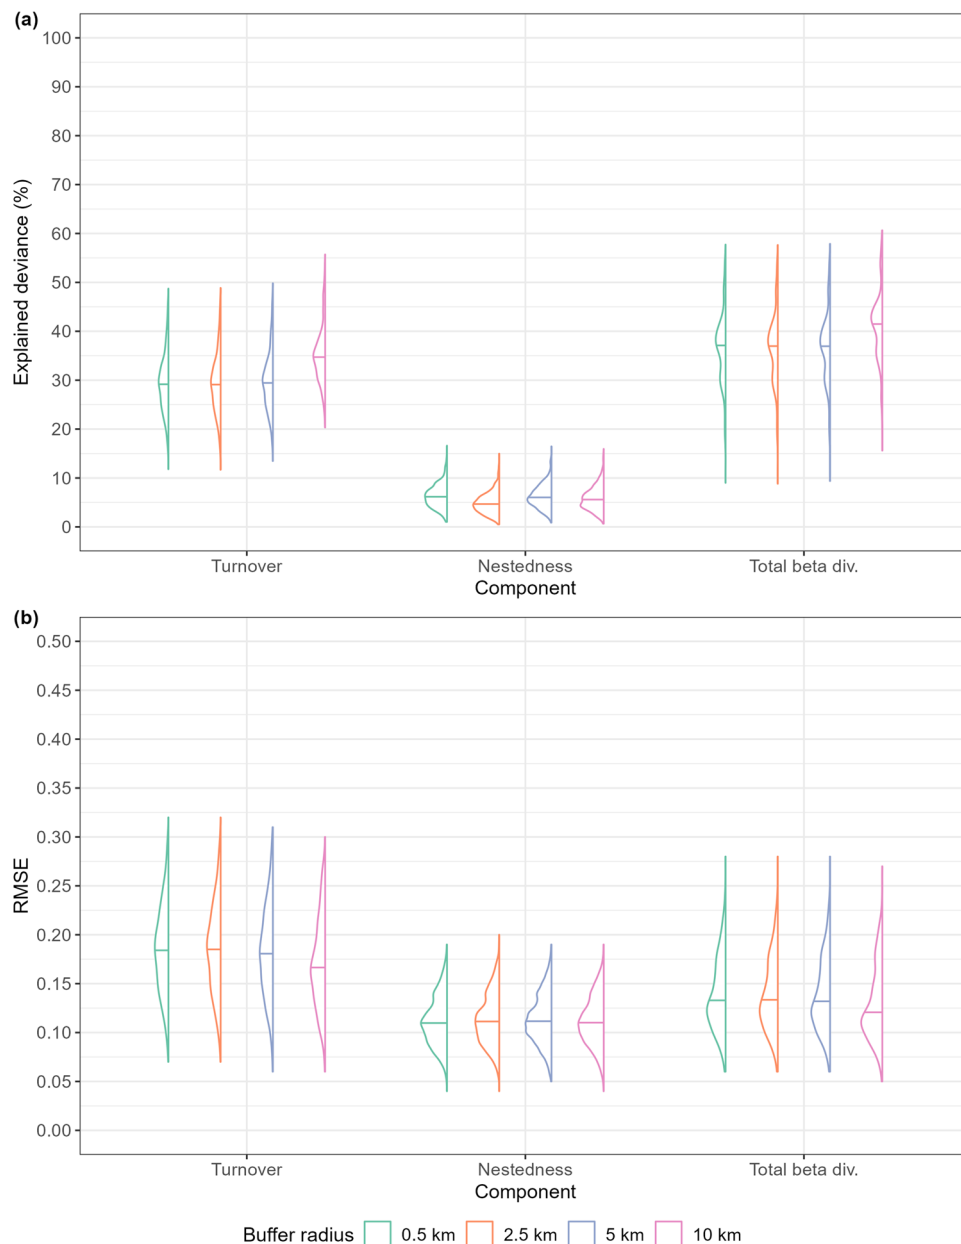 (a)
100
90
80
70
60
50
40
30
20
10
0
Explained deviance (%)
Turnover Nestedness Total beta div.
Component
(b)
0.50
0.45
0.40
0.35
0.30
0.25
0.20
0.15
0.10
0.05
0.00
RMSE
Turnover Nestedness Total beta div.
Component
Buffer radius 0.5 km 2.5 km 5 km 10 km